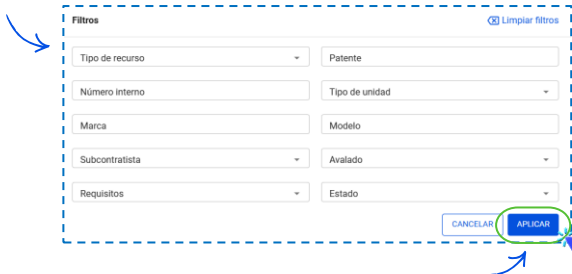 Filtros
Limpiar filtros
Tipo de recurso
Patente
Número interno
Tipo de unidad
Marca
Modelo
Subcontratista
Avalado
Requisitos
Estado
CANCELAR
APLICAR